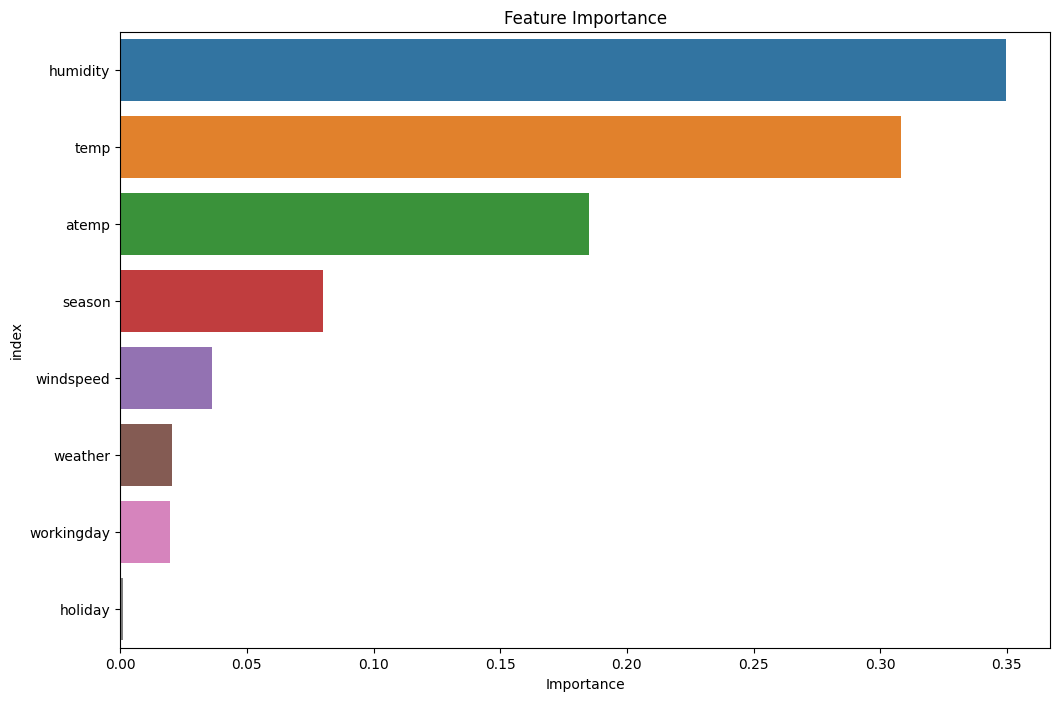 Feature Importance
humidity
temp
atemp
season
windspeed
weather
workingday
holiday
index
0.00 0.05 0.10 0.15 0.20 0.25 0.30 0.35
Importance